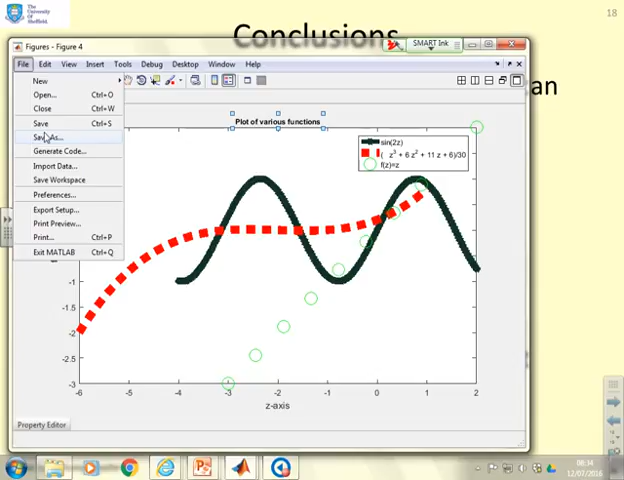 The
University
Of
Sheffield.
18
Conclusions
an
Figures - Figure 4
SMART Ink
File Edit View Insert Tools Debug Desktop Window Help
New
Open... Ctrl+O
Close Ctrl+W
Save Ctrl+S
Save As...
Generate Code...
Import Data...
Save Workspace
Preferences...
Export Setup...
Print Preview...
Print... Ctrl+P
Exit MATLAB Ctrl+Q
Plot of various functions
sin(2z)
( z³ + 6 z² + 11 z + 6)/30
f(z)=z
-1
-1.5
-2
-2.5
-3
-6 -5 -4 -3 -2 -1 0 1 2
z-axis
Property Editor
08:34
12/07/2016